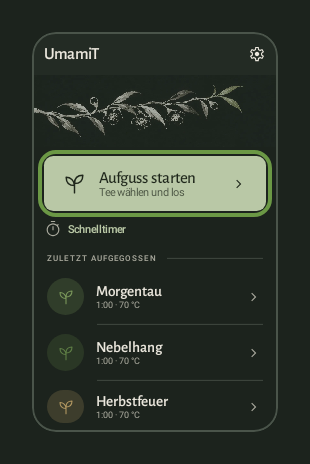 UmamiT
Aufguss starten
Tee wählen und los
Schnelltimer
ZULETZT AUFGEGOSSEN
Morgentau
1:00 · 70 °C
Nebelhang
1:00 · 70 °C
Herbstfeuer
1:00 · 70 °C